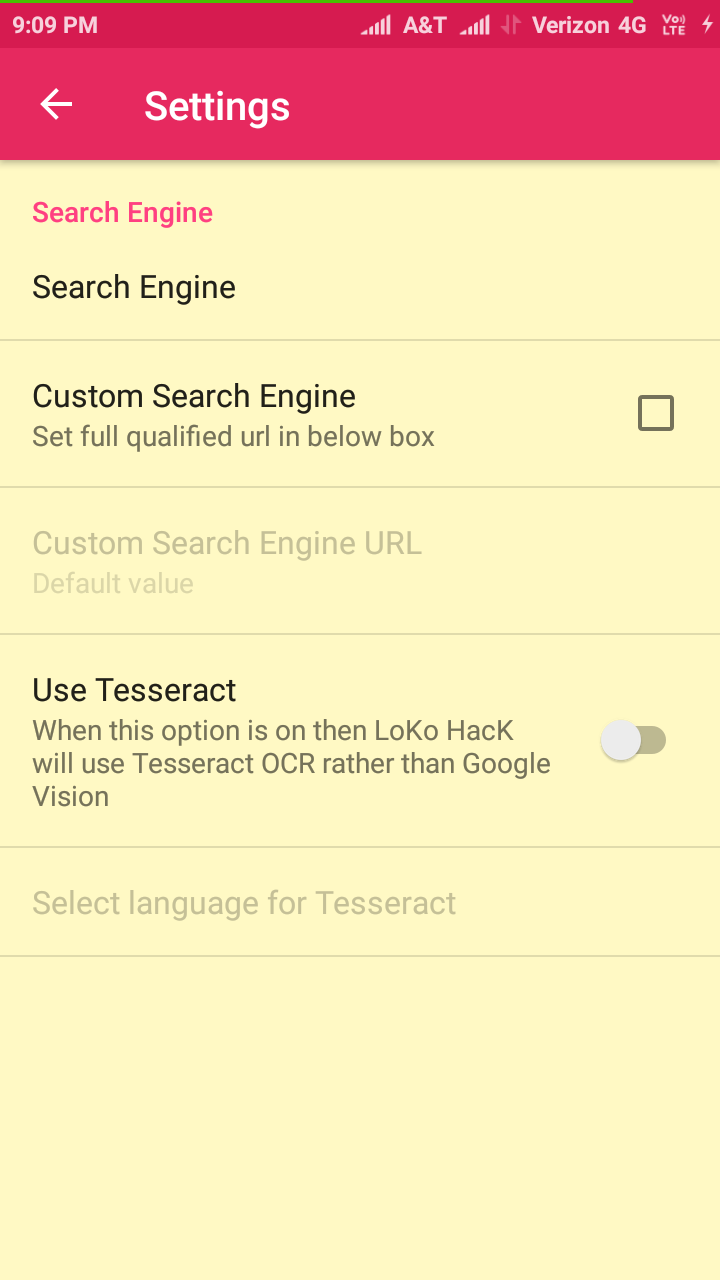 9:09 PM A&T Verizon 4G Vo LTE
Settings
Search Engine
Search Engine
Custom Search Engine
Set full qualified url in below box
Custom Search Engine URL
Default value
Use Tesseract
When this option is on then LoKo HacK
will use Tesseract OCR rather than Google
Vision
Select language for Tesseract